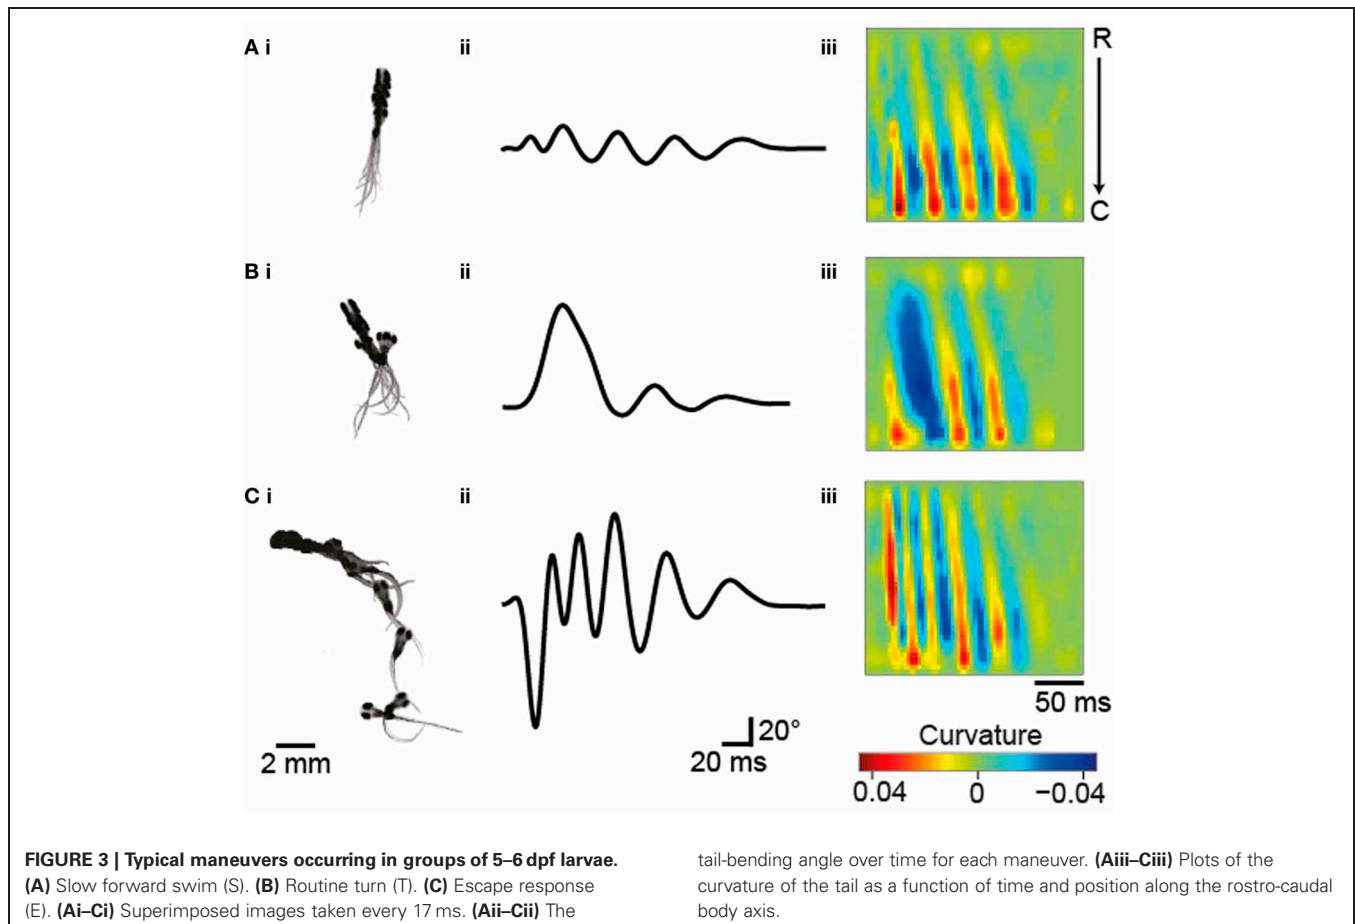 A i
ii
iii
R
C
B i
ii
iii
C i
ii
iii
50 ms
20°
20 ms
2 mm
Curvature
0.04 0 −0.04
FIGURE 3 | Typical maneuvers occurring in groups of 5–6 dpf larvae.
(A) Slow forward swim (S). (B) Routine turn (T). (C) Escape response
(E). (Ai–Ci) Superimposed images taken every 17 ms. (Aii–Cii) The
tail-bending angle over time for each maneuver. (Aiii–Ciii) Plots of the
curvature of the tail as a function of time and position along the rostro-caudal
body axis.